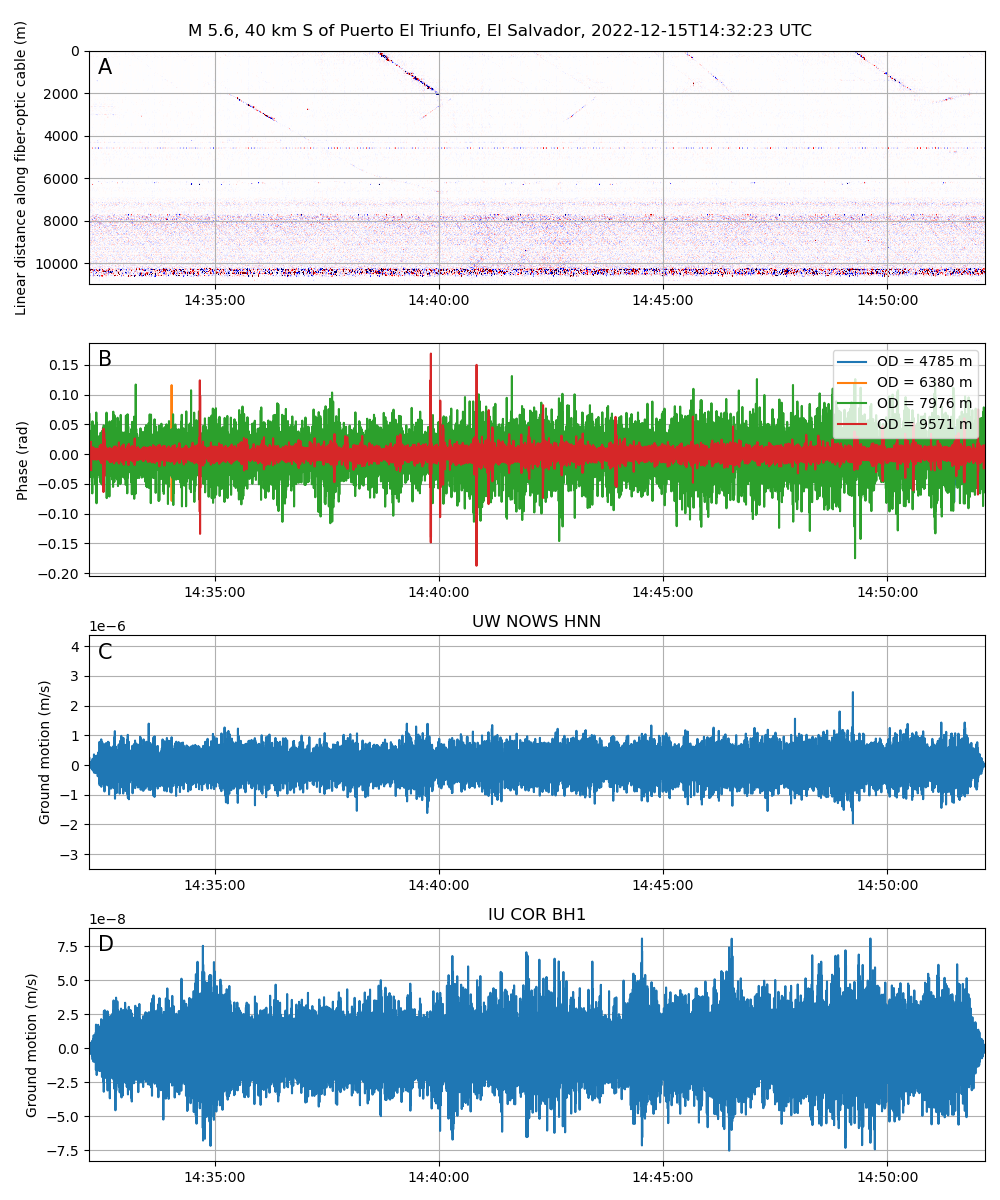 M 5.6, 40 km S of Puerto El Triunfo, El Salvador, 2022-12-15T14:32:23 UTC
Linear distance along fiber-optic cable (m)
A
0
2000
4000
6000
8000
10000
14:35:00 14:40:00 14:45:00 14:50:00
Phase (rad)
B
0.15
0.10
0.05
0.00
−0.05
−0.10
−0.15
−0.20
OD = 4785 m
OD = 6380 m
OD = 7976 m
OD = 9571 m
14:35:00 14:40:00 14:45:00 14:50:00
UW NOWS HNN
1e−6
Ground motion (m/s)
C
4
3
2
1
0
−1
−2
−3
14:35:00 14:40:00 14:45:00 14:50:00
IU COR BH1
1e−8
Ground motion (m/s)
D
7.5
5.0
2.5
0.0
−2.5
−5.0
−7.5
14:35:00 14:40:00 14:45:00 14:50:00